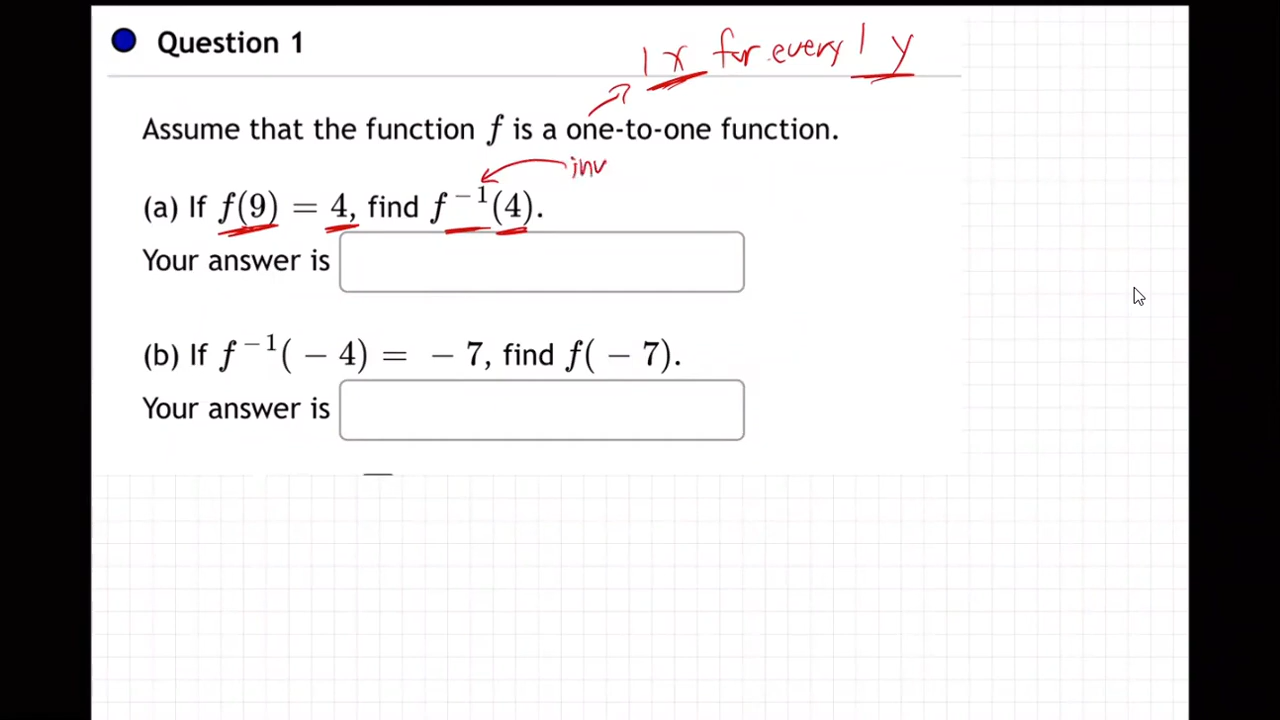 Question 1
1 x for every 1 y
Assume that the function f is a one-to-one function.
inv
(a) If f(9) = 4, find f⁻¹(4).
Your answer is
(b) If f⁻¹( − 4) = − 7, find f( − 7).
Your answer is